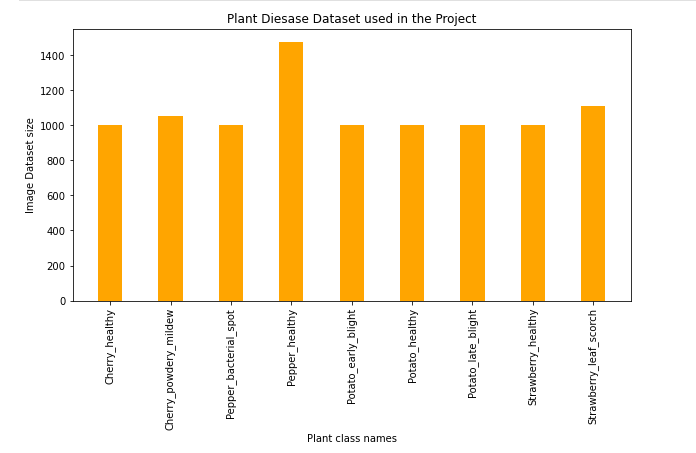 Plant Diesase Dataset used in the Project
Image Dataset size
1400
1200
1000
800
600
400
200
0
Cherry_healthy
Cherry_powdery_mildew
Pepper_bacterial_spot
Pepper_healthy
Potato_early_blight
Potato_healthy
Potato_late_blight
Strawberry_healthy
Strawberry_leaf_scorch
Plant class names